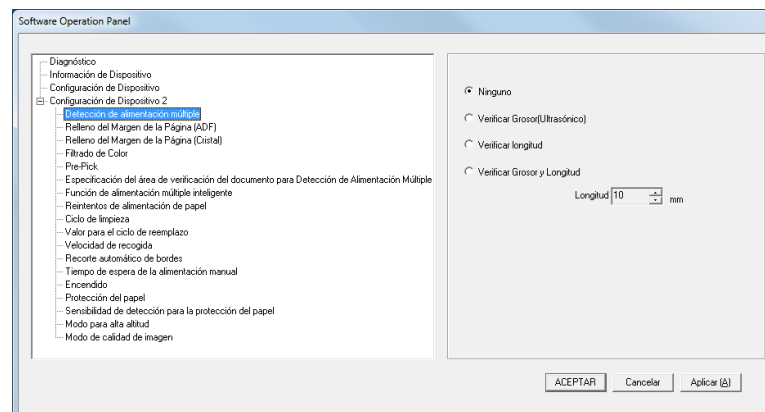 Software Operation Panel
Diagnóstico
Información de Dispositivo
Configuración de Dispositivo
Configuración de Dispositivo 2
Detección de alimentación múltiple
Relleno del Margen de la Página (ADF)
Relleno del Margen de la Página (Cristal)
Filtrado de Color
Pre-Pick
Especificación del área de verificación del documento para Detección de Alimentación Múltiple
Función de alimentación múltiple inteligente
Reintentos de alimentación de papel
Ciclo de limpieza
Valor para el ciclo de reemplazo
Velocidad de recogida
Recorte automático de bordes
Tiempo de espera de la alimentación manual
Encendido
Protección del papel
Sensibilidad de detección para la protección del papel
Modo para alta altitud
Modo de calidad de imagen
Ninguno
Verificar Grosor(Ultrasónico)
Verificar longitud
Verificar Grosor y Longitud
Longitud 10 mm
ACEPTAR Cancelar Aplicar (A)